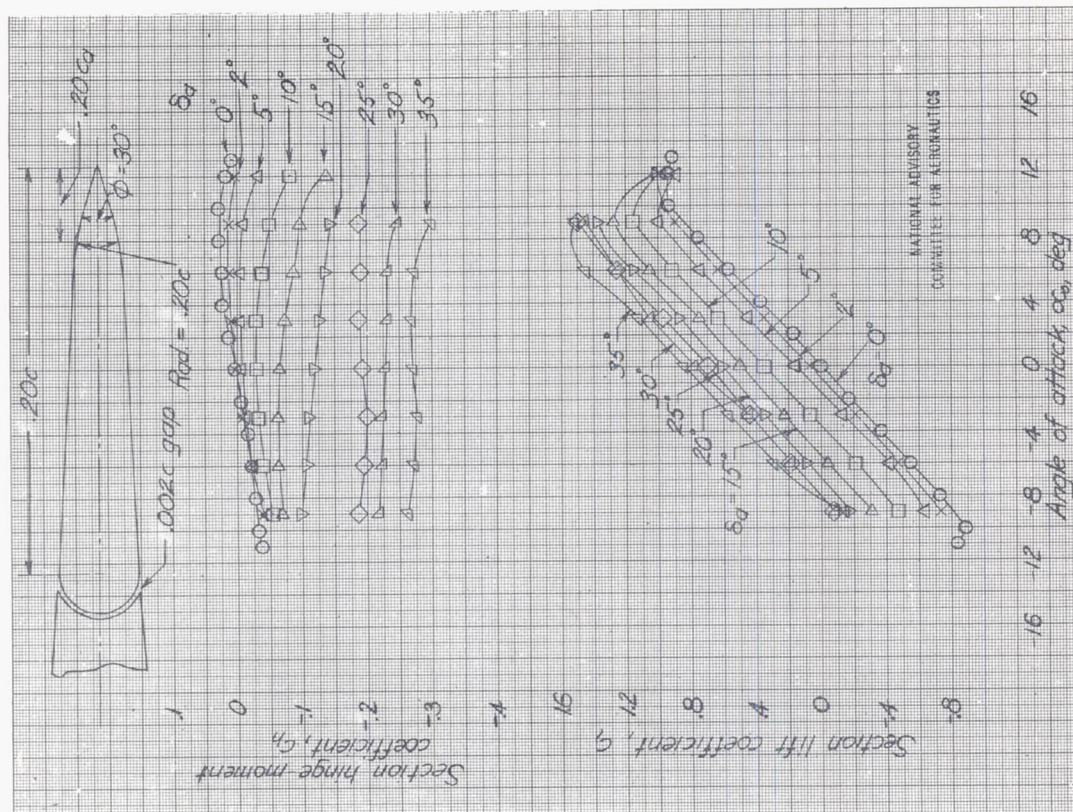 .20c
.20ca
.002c gap
Rad = .20c
Φ=30°
δa
0°
2°
5°
10°
15°
20°
25°
30°
35°
.1
0
-.1
-.2
-.3
-.4
Section hinge moment
coefficient, ch
1.6
1.2
.8
.4
0
-.4
-.8
Section lift coefficient, cl
35°
30°
25°
20°
δa-15°
10°
5°
2°
δa-0°
NATIONAL ADVISORY
COMMITTEE FOR AERONAUTICS
-16 -12 -8 -4 0 4 8 12 16
Angle of attack, αo, deg